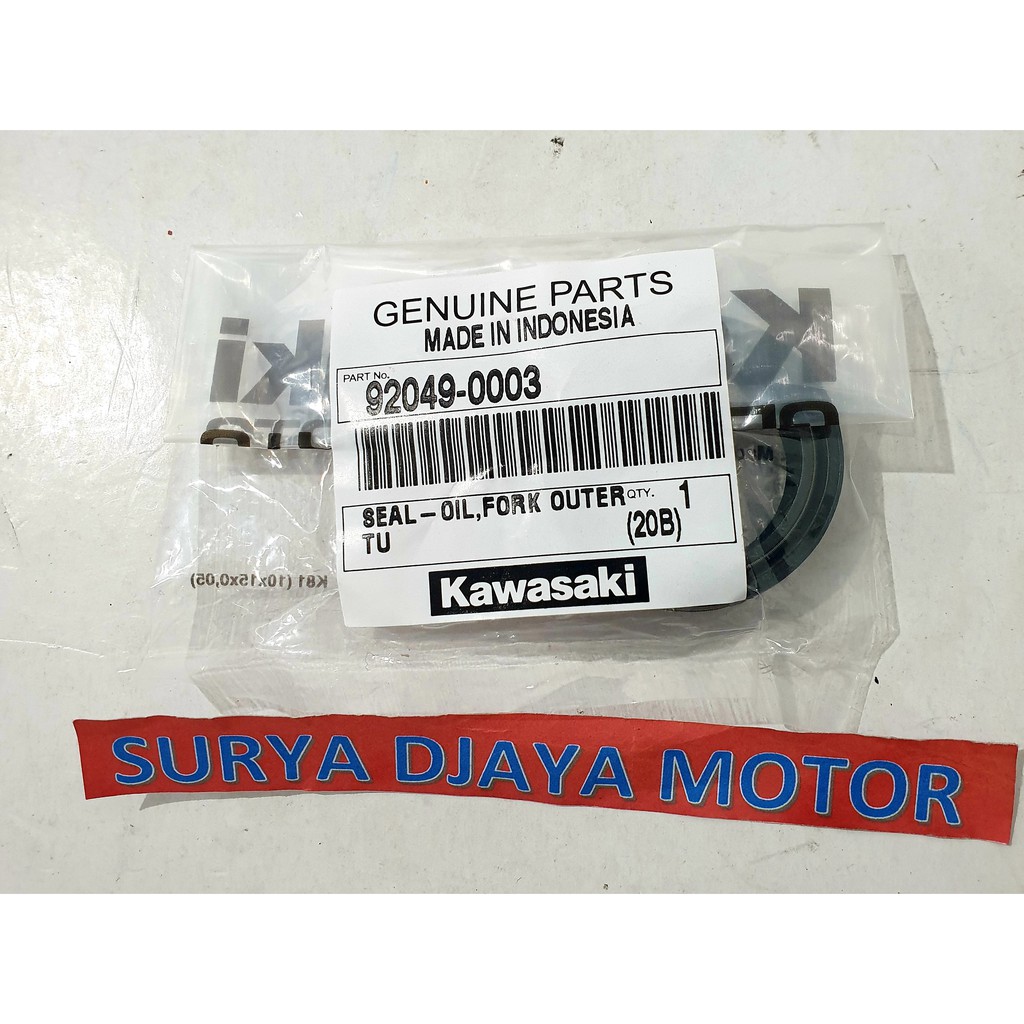 GENUINE PARTS
MADE IN INDONESIA
PART No.
92049-0003
SEAL-OIL,FORK OUTER QTY. 1
TU (20B)
Kawasaki
K81 (10x15x0,05)
SURYA DJAYA MOTOR